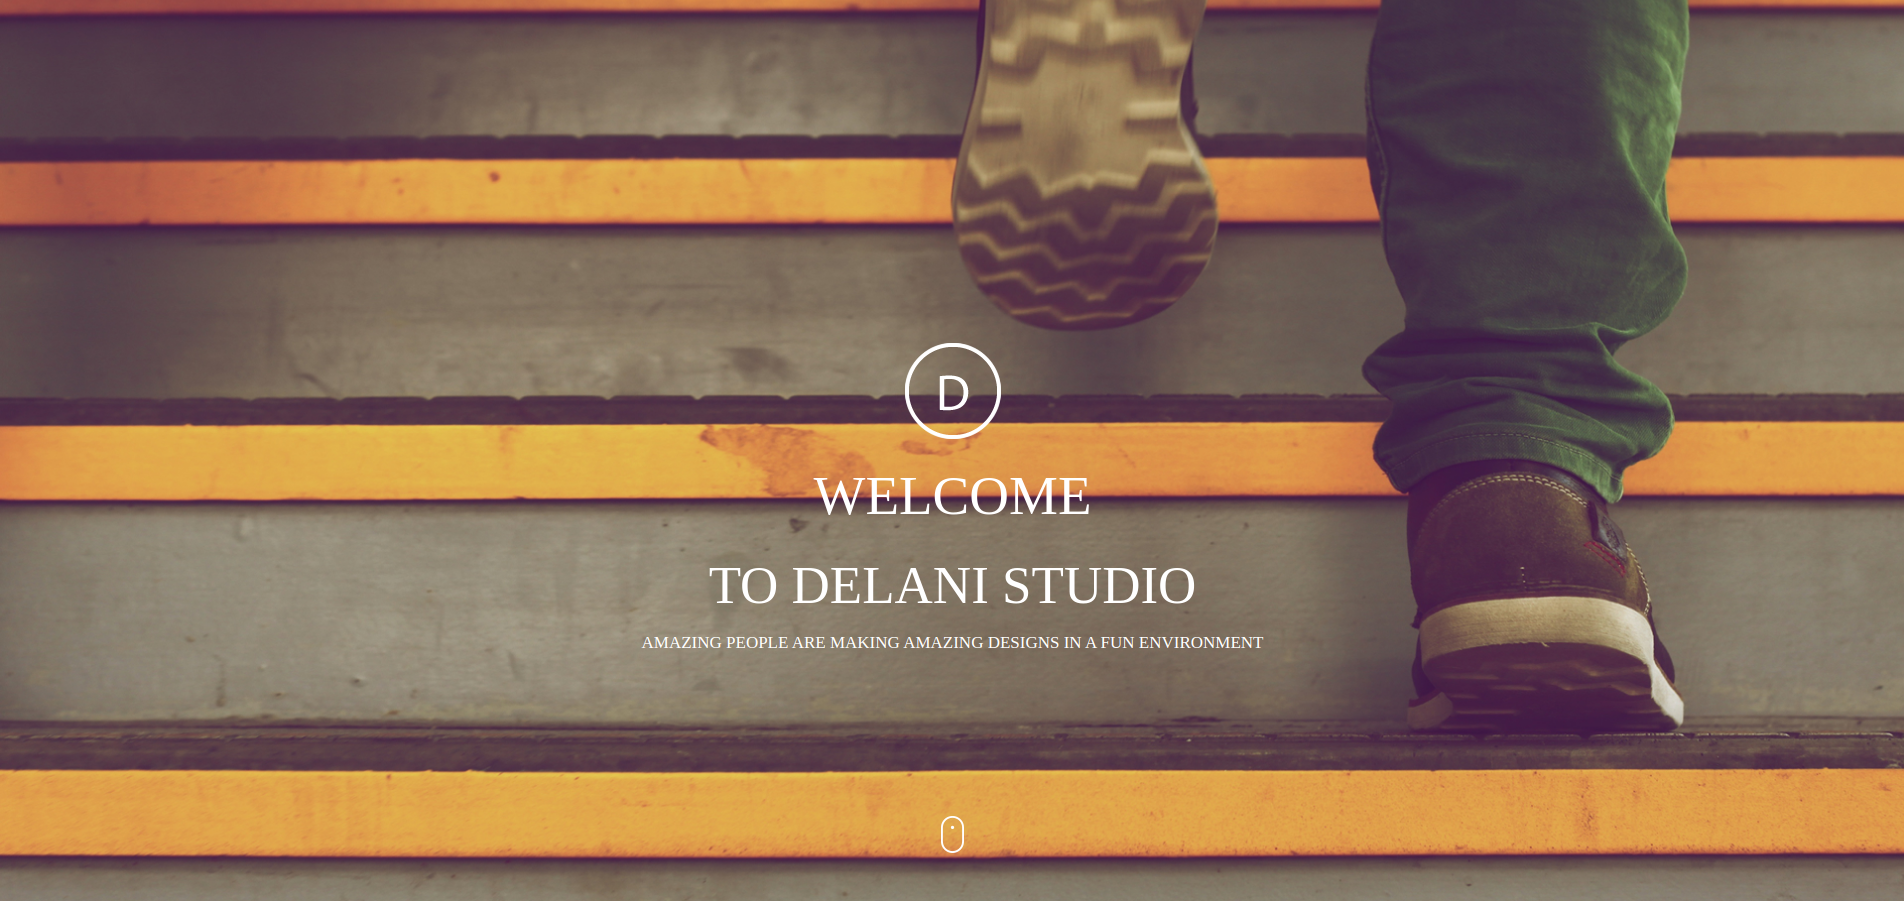 D
WELCOME
TO DELANI STUDIO
AMAZING PEOPLE ARE MAKING AMAZING DESIGNS IN A FUN ENVIRONMENT